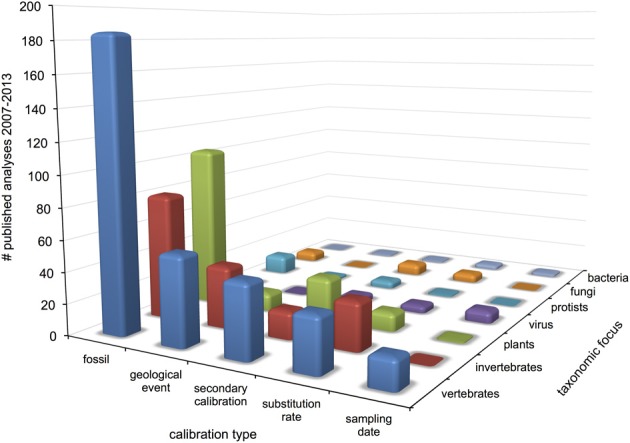 # published analyses 2007-2013
200
180
160
140
120
100
80
60
40
20
0
fossil
geological
event
secondary
calibration
substitution
rate
sampling
date
calibration type
vertebrates
invertebrates
plants
virus
protists
fungi
bacteria
taxonomic focus